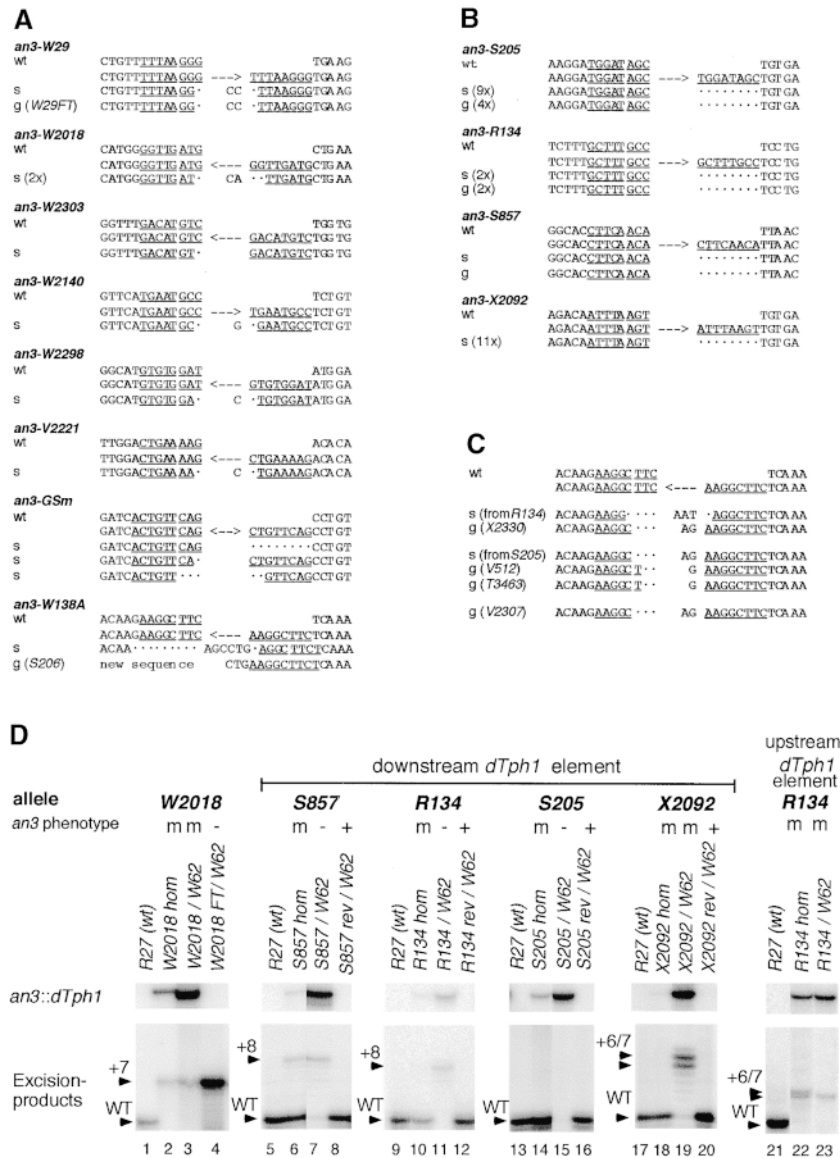 A
an3-W29
wt CTGTTTTTAAGGG TGAAG
CTGTTTTTAAGGG ---> TTTAAGGGTGAAG
s CTGTTTTTAAGG· CC ·TTAAGGGTGAAG
g (W29FT)
an3-W2018
wt CATGGGGTTGATG CTGAA
CATGGGGTTGATG <--- GGTTGATGCTGAA
s (2x) CATGGGGTTGAT· CA ··TTGATGCTGAA
an3-W2303
wt GGTTTGACATGTC TGGTG
GGTTTGACATGTC <--- GACATGTCTGGTG
s GGTTTGACATGT· GACATGTCTGGTG
an3-W2140
wt GTTCATGAATGCC TCTGT
GTTCATGAATGCC ---> TGAATGCCTCTGT
s GTTCATGAATGC· G ·GAATGCCTCTGT
an3-W2298
wt GGCATGTGTGGAT ATGGA
GGCATGTGTGGAT <--- GTGTGGATATGGA
s GGCATGTGTGGA· C ·TGTGGATATGGA
an3-V2221
wt TTGGACTGAAAAG ACACA
TTGGACTGAAAAG <--- CTGAAAAGACACA
s TTGGACTGAAAA· C ·TGAAAAGACACA
an3-GSm
wt GATCACTGTTCAG CCTGT
GATCACTGTTCAG <--> CTGTTCAGCCTGT
s GATCACTGTTCAG ········CCTGT
s GATCACTGTTCA· CTGTTCAGCCTGT
s GATCACTGTT··· ··GTTCAGCCTGT
an3-W138A
wt ACAAGAAGGCTTC TCAAA
ACAAGAAGGCTTC <--- AAGGCTTCTCAAA
s ACAA········· AGCCTG·AGGCTTCTCAAA
g (S206) new sequence CTGAAGGCTTCTCAAA
B
an3-S205
wt AAGGATGGATAGC TGTGA
AAGGATGGATAGC ---> TGGATAGCTGTGA
s (9x) AAGGATGGATAGC ········TGTGA
g (4x) AAGGATGGATAGC ········TGTGA
an3-R134
wt TCTTTGCTTTGCC TCCTG
TCTTTGCTTTGCC ---> GCTTTGCCTCCTG
s (2x) TCTTTGCTTTGCC ········TCCTG
g (2x) TCTTTGCTTTGCC ········TCCTG
an3-S857
wt GGCACCTTCAACA TTAAC
GGCACCTTCAACA ---> CTTCAACATTAAC
s GGCACCTTCAACA ········TTAAC
g GGCACCTTCAACA ········TTAAC
an3-X2092
wt AGACAATTTAAGT TGTGA
AGACAATTTAAGT ---> ATTTAAGTTGTGA
s (11x) AGACAATTTAAGT ········TGTGA
C
wt ACAAGAAGGCTTC TCAAA
ACAAGAAGGCTTC <--- AAGGCTTCTCAAA
s (from R134) ACAAGAAGG···· AAT ·AGGCTTCTCAAA
g (X2330) ACAAGAAGGC··· AG AAGGCTTCTCAAA
s (from S205) ACAAGAAGGC··· AG AAGGCTTCTCAAA
g (V512) ACAAGAAGGCT·· G AAGGCTTCTCAAA
g (T3463) ACAAGAAGGCT·· G AAGGCTTCTCAAA
g (V2307) ACAAGAAGGC··· AG AAGGCTTCTCAAA
D
downstream dTph1 element
upstream dTph1 element
allele W2018 S857 R134 S205 X2092 R134
an3 phenotype m m - m - + m - + m - + m m + m m
R27 (wt) W2018 hom W2018 / W62 W2018 FT/ W62 R27 (wt) S857 hom S857 / W62 S857 rev / W62 R27 (wt) R134 hom R134 / W62 R134 rev / W62 R27 (wt) S205 hom S205 / W62 S205 rev / W62 R27 (wt) X2092 hom X2092 / W62 X2092 rev / W62 R27 (wt) R134 hom R134 / W62
an3::dTph1
Excision-products
+7 +8 +8 +6/7 +6/7
WT WT WT WT WT WT
1 2 3 4 5 6 7 8 9 10 11 12 13 14 15 16 17 18 19 20 21 22 23